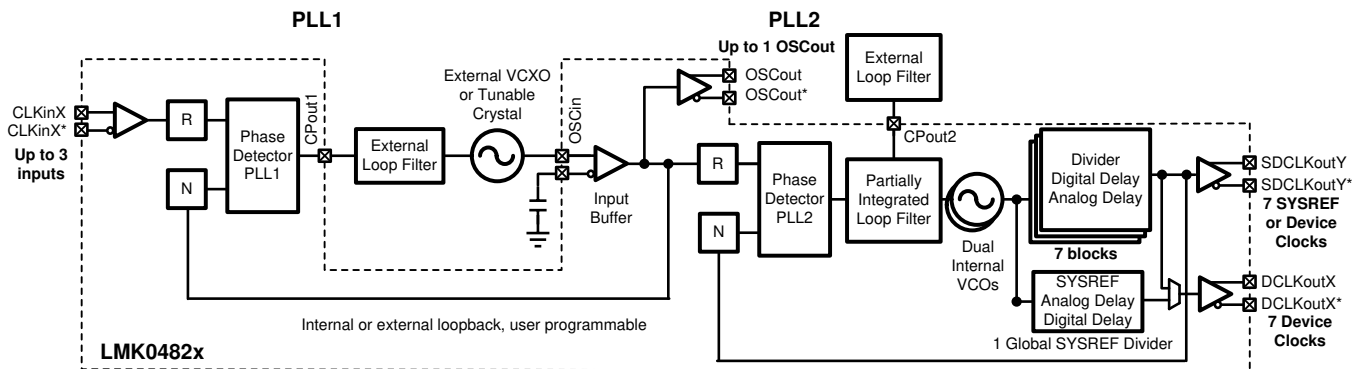 PLL1
PLL2
Up to 1 OSCout
External
Loop Filter
OSCout
OSCout*
External VCXO
or Tunable
Crystal
CLKinX
CLKinX*
Up to 3
inputs
R
N
Phase
Detector
PLL1
CPout1
External
Loop Filter
OSCin
Input
Buffer
R
N
Phase
Detector
PLL2
CPout2
Partially
Integrated
Loop Filter
Dual
Internal
VCOs
Divider
Digital Delay
Analog Delay
7 blocks
SYSREF
Analog Delay
Digital Delay
1 Global SYSREF Divider
SDCLKoutY
SDCLKoutY*
7 SYSREF
or Device
Clocks
DCLKoutX
DCLKoutX*
7 Device
Clocks
Internal or external loopback, user programmable
LMK0482x